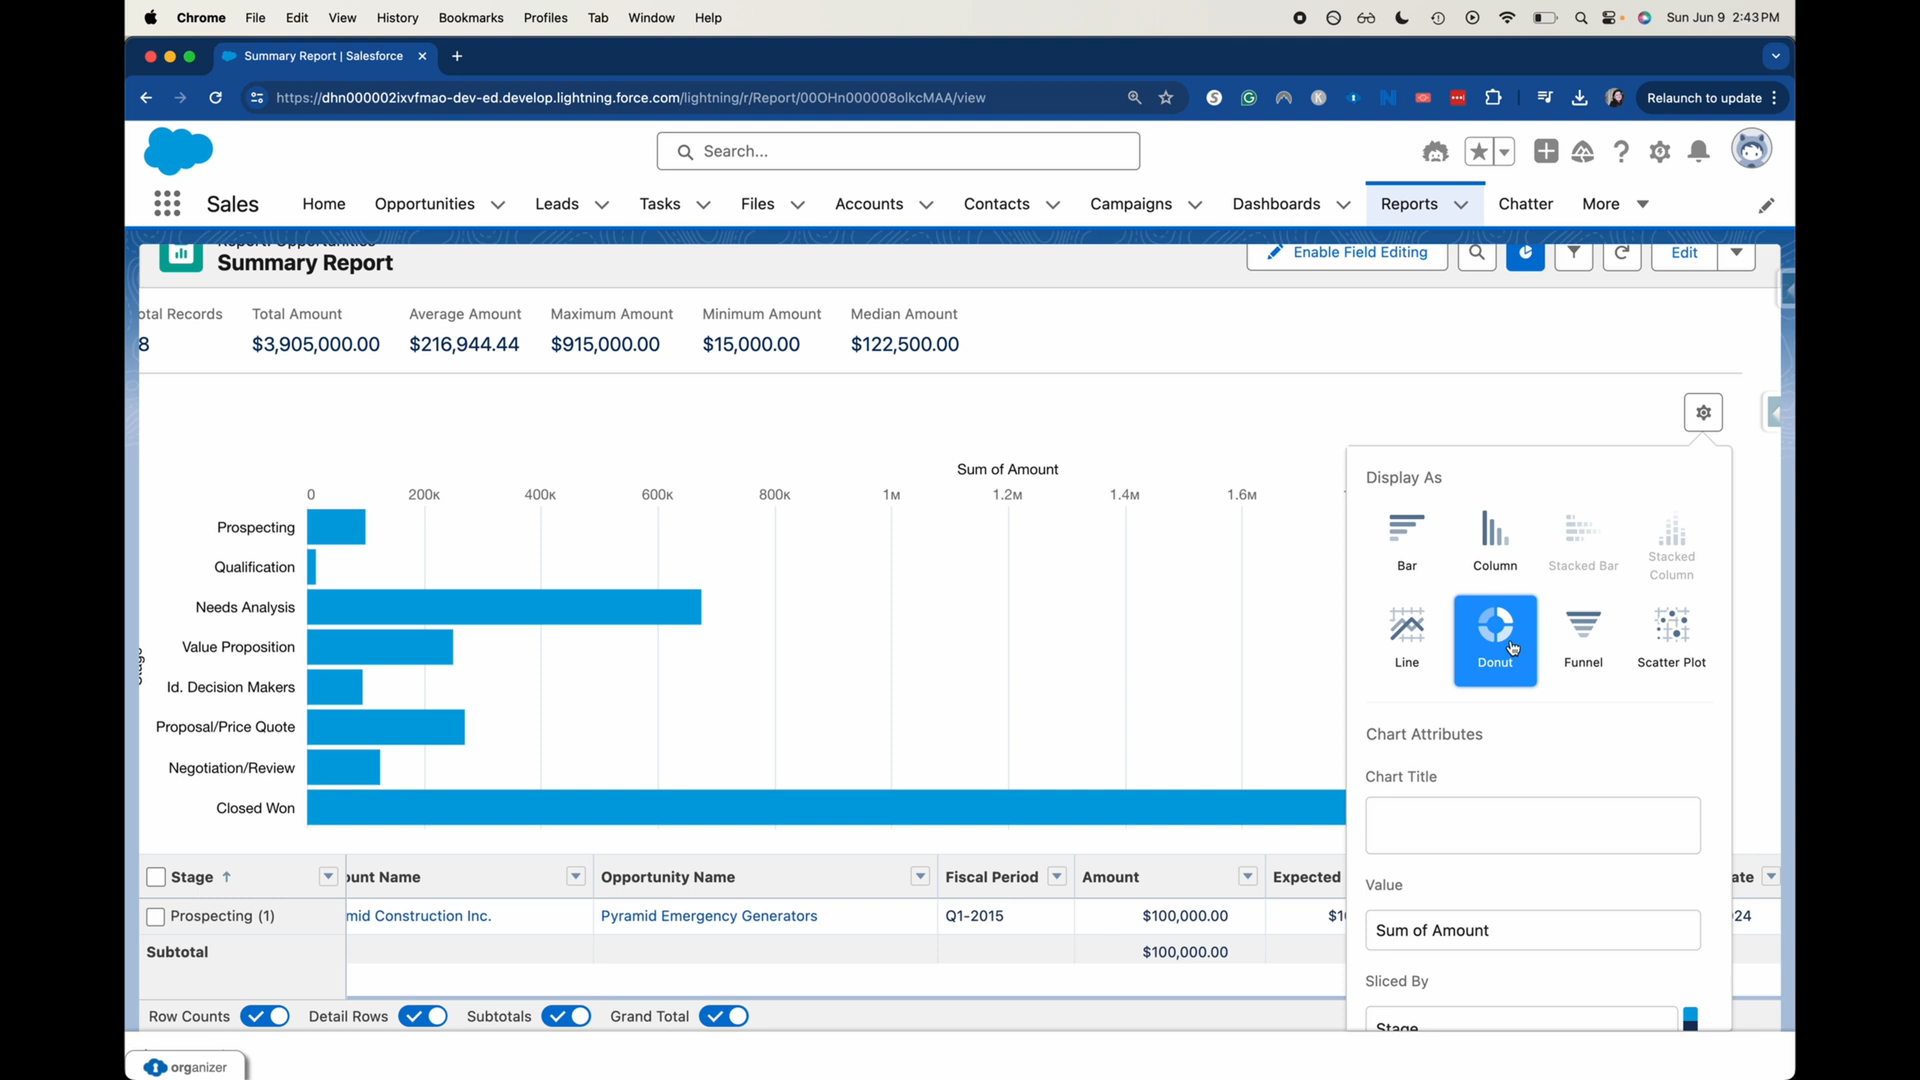 Chrome File Edit View History Bookmarks Profiles Tab Window Help
Sun Jun 9 2:43 PM
Summary Report | Salesforce
https://dhn000002ixvfmao-dev-ed.develop.lightning.force.com/lightning/r/Report/00OHn000008olkcMAA/view
Relaunch to update
Search...
Sales Home Opportunities Leads Tasks Files Accounts Contacts Campaigns Dashboards Reports Chatter More
Report: Opportunities
Summary Report
Enable Field Editing
Edit
otal Records Total Amount Average Amount Maximum Amount Minimum Amount Median Amount
8 $3,905,000.00 $216,944.44 $915,000.00 $15,000.00 $122,500.00
Sum of Amount
0 200K 400K 600K 800K 1M 1.2M 1.4M 1.6M
Stage
Prospecting
Qualification
Needs Analysis
Value Proposition
Id. Decision Makers
Proposal/Price Quote
Negotiation/Review
Closed Won
Display As
Bar Column Stacked Bar Stacked
Column
Line Donut Funnel Scatter Plot
Chart Attributes
Chart Title
Value
Sum of Amount
Sliced By
Stage
Stage ↑ ount Name Opportunity Name Fiscal Period Amount Expected ate
Prospecting (1) mid Construction Inc. Pyramid Emergency Generators Q1-2015 $100,000.00 $1 24
Subtotal $100,000.00
Row Counts Detail Rows Subtotals Grand Total
organizer